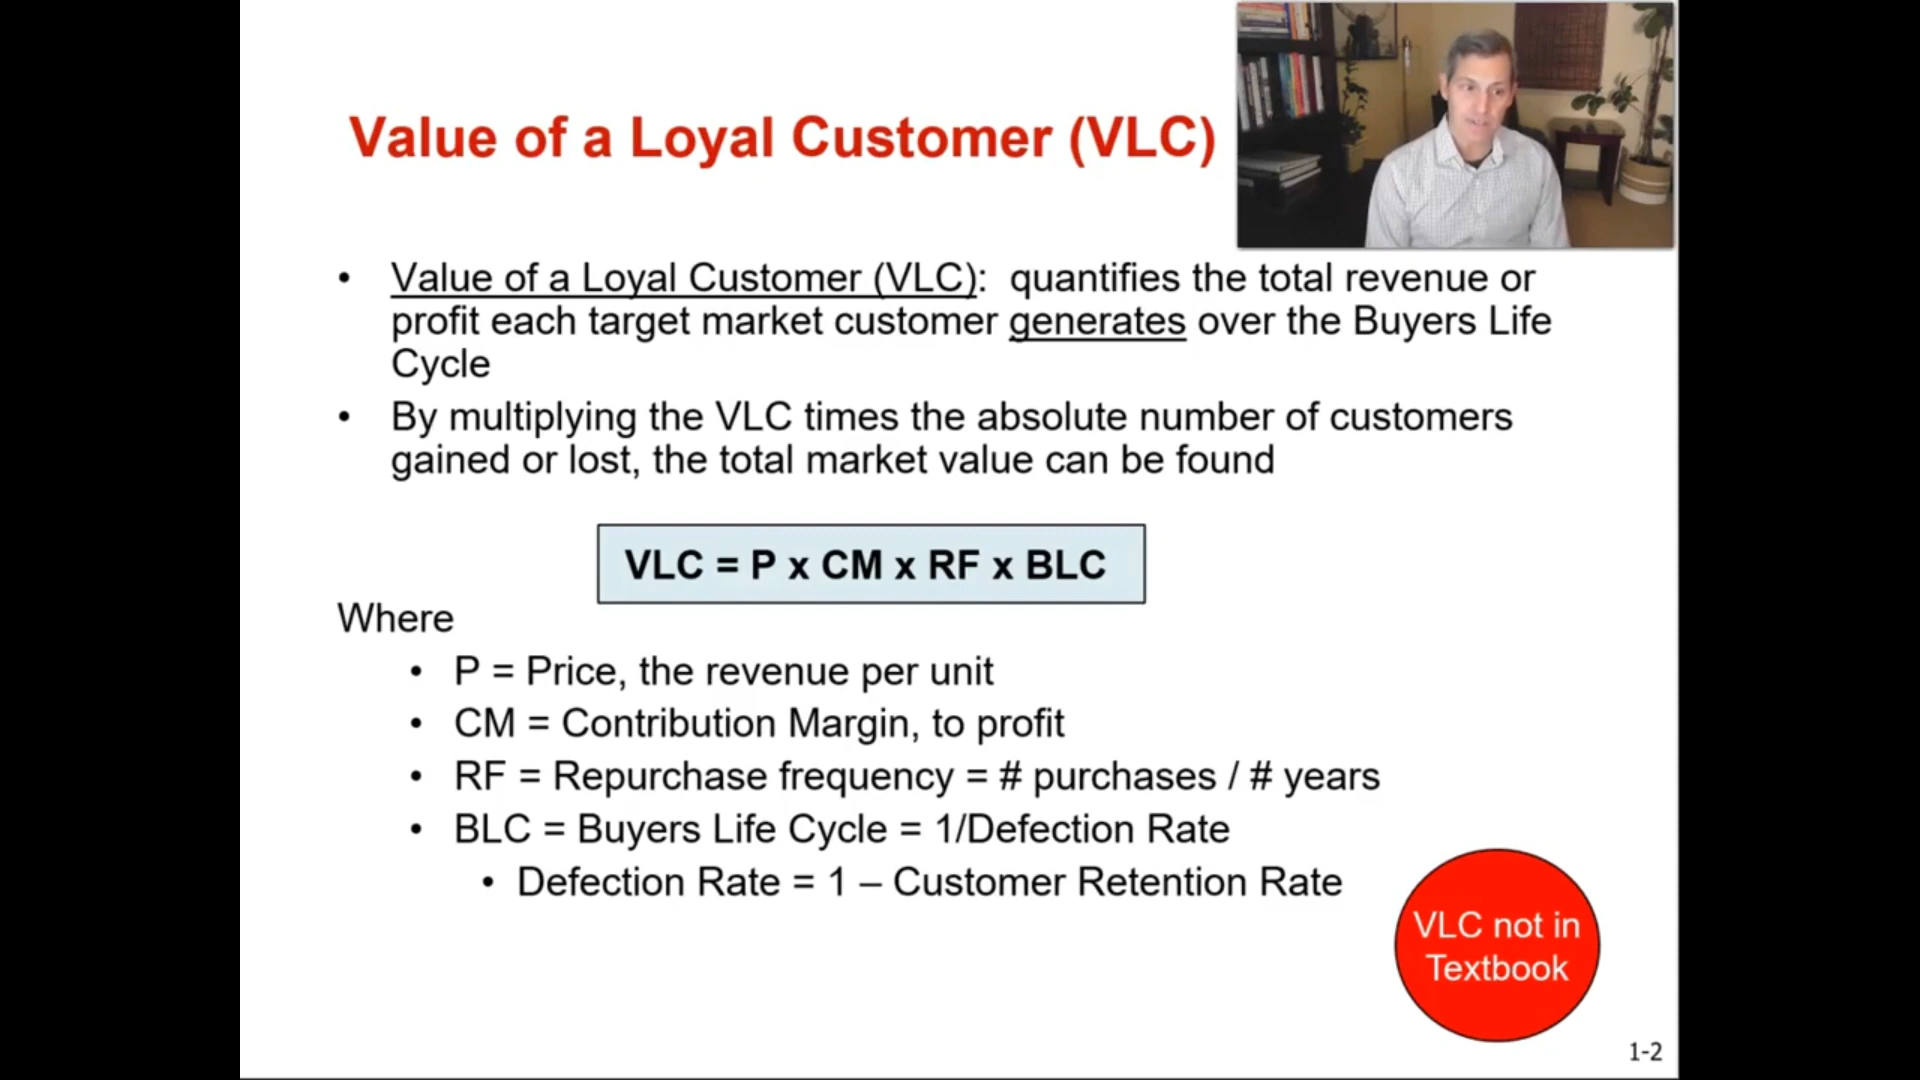 Value of a Loyal Customer (VLC)
• Value of a Loyal Customer (VLC): quantifies the total revenue or
profit each target market customer generates over the Buyers Life
Cycle
• By multiplying the VLC times the absolute number of customers
gained or lost, the total market value can be found
VLC = P x CM x RF x BLC
Where
• P = Price, the revenue per unit
• CM = Contribution Margin, to profit
• RF = Repurchase frequency = # purchases / # years
• BLC = Buyers Life Cycle = 1/Defection Rate
• Defection Rate = 1 – Customer Retention Rate
VLC not in
Textbook
1-2